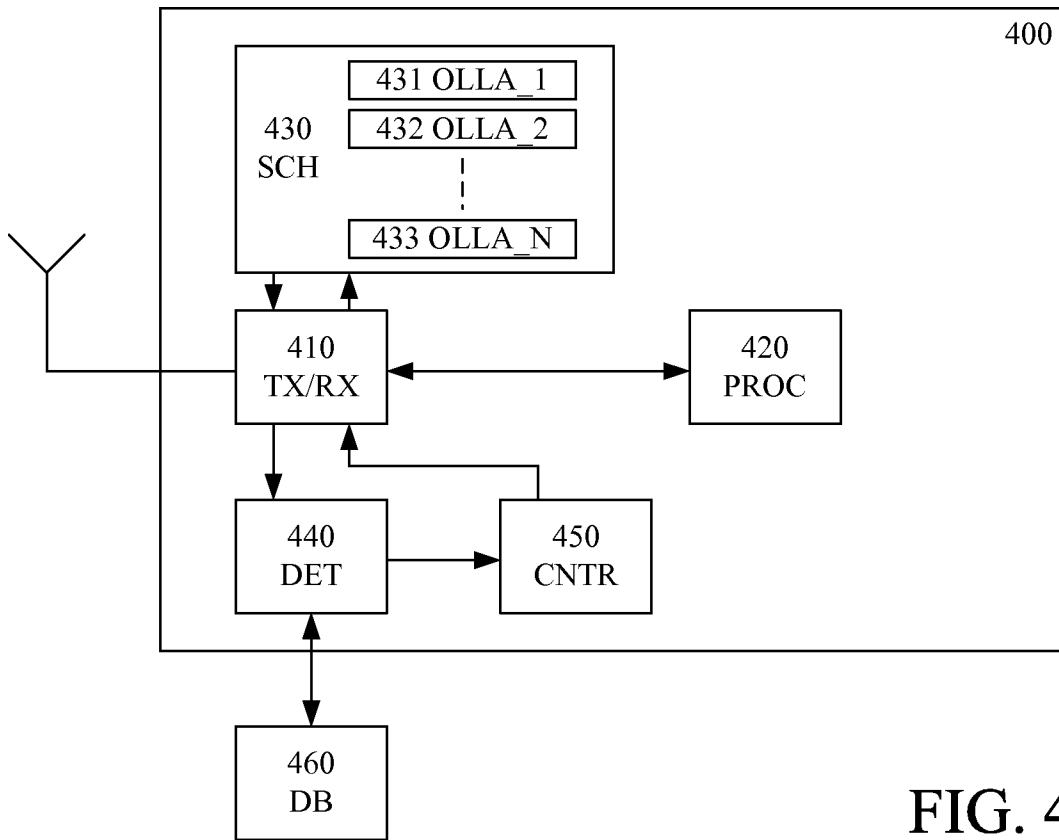 400
431 OLLA_1
432 OLLA_2
430
SCH
433 OLLA_N
410
TX/RX
420
PROC
440
DET
450
CNTR
460
DB
FIG. 4